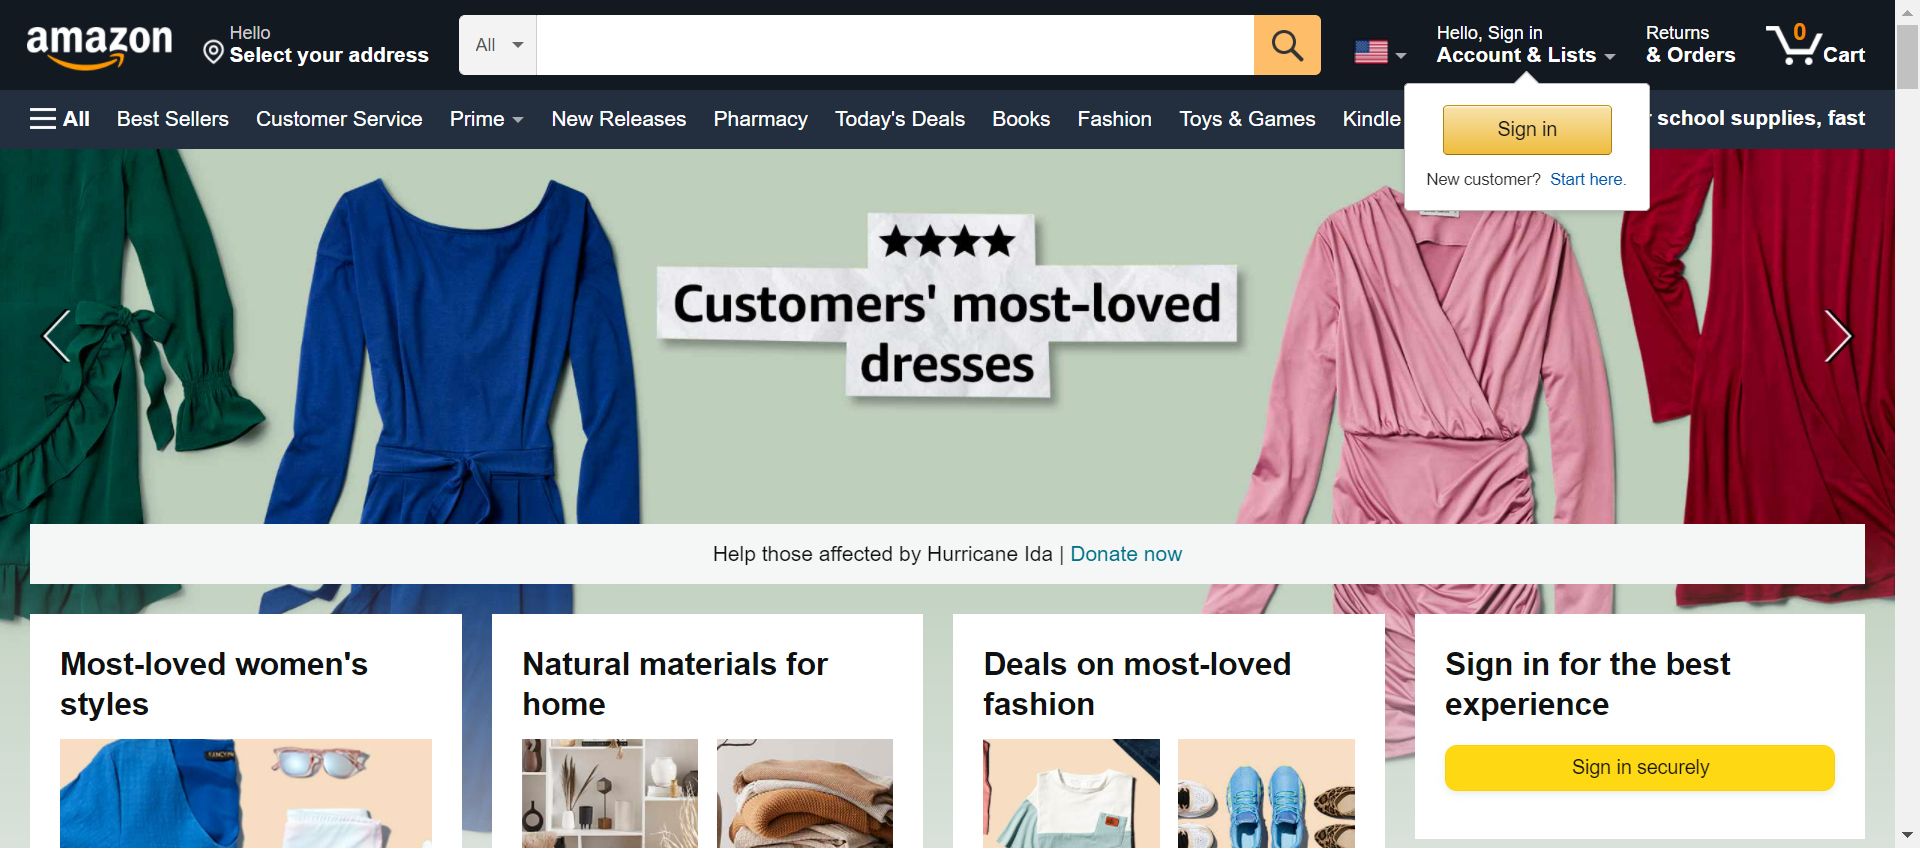 amazon
Hello
Select your address
All
Hello, Sign in
Account & Lists
Returns
& Orders
0
Cart
All
Best Sellers
Customer Service
Prime
New Releases
Pharmacy
Today's Deals
Books
Fashion
Toys & Games
Kindle
school supplies, fast
Sign in
New customer? Start here.
Customers' most-loved
dresses
Help those affected by Hurricane Ida | Donate now
Most-loved women's
styles
Natural materials for
home
Deals on most-loved
fashion
Sign in for the best
experience
Sign in securely